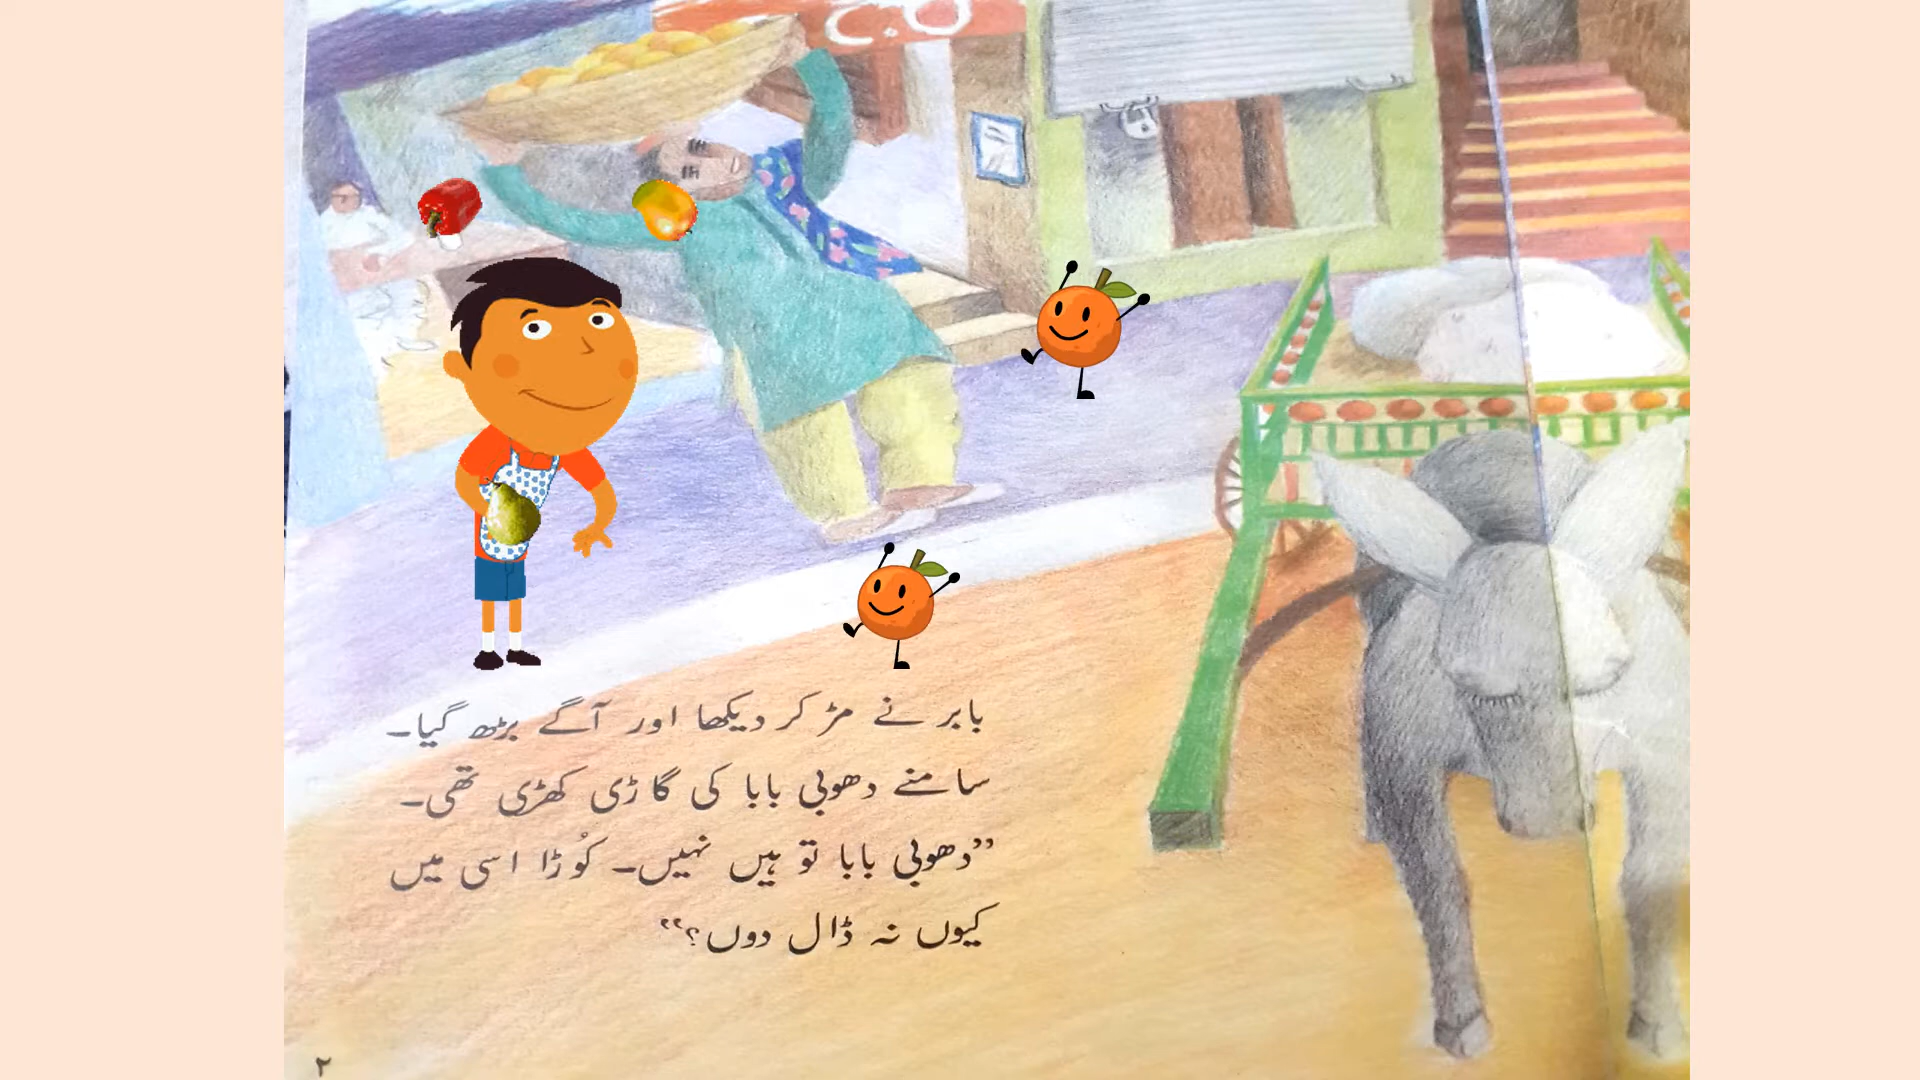 بابر نے مڑ کر دیکھا اور آگے بڑھ گیا۔
سامنے دھوبی بابا کی گاڑی کھڑی تھی۔
”دھوبی بابا تو ہیں نہیں۔ کُوڑا اسی میں
کیوں نہ ڈال دوں؟“
۲